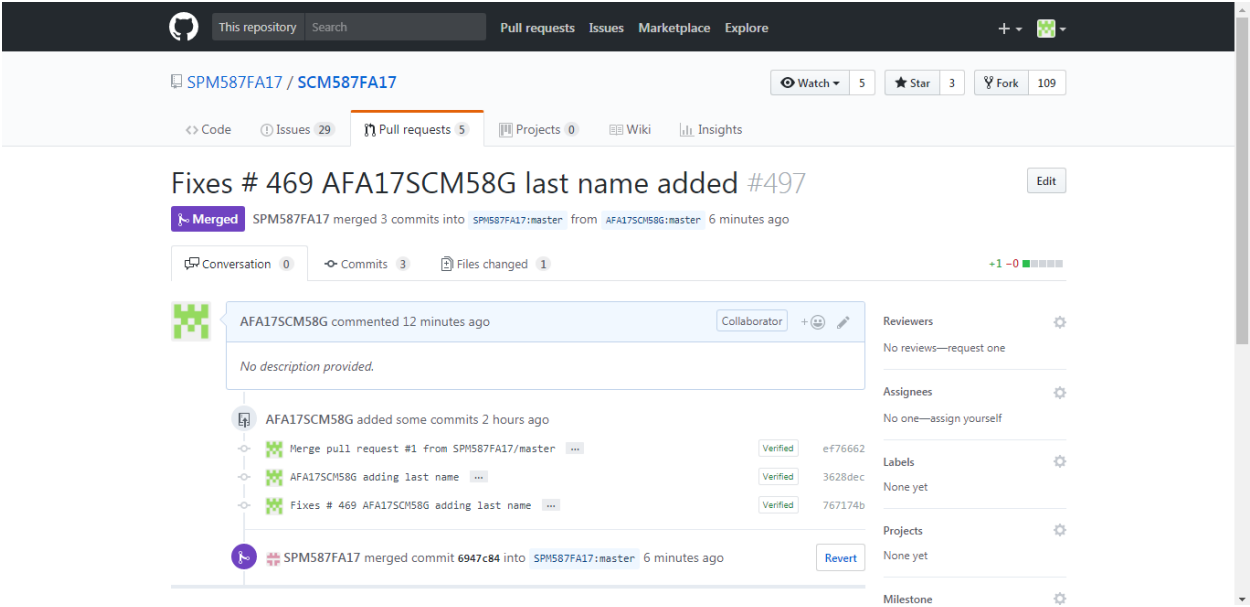 This repository Search Pull requests Issues Marketplace Explore
SPM587FA17 / SCM587FA17 Watch 5 Star 3 Fork 109
Code Issues 29 Pull requests 5 Projects 0 Wiki Insights
Fixes # 469 AFA17SCM58G last name added #497 Edit
Merged SPM587FA17 merged 3 commits into SPM587FA17:master from AFA17SCM58G:master 6 minutes ago
Conversation 0 Commits 3 Files changed 1 +1 −0
AFA17SCM58G commented 12 minutes ago Collaborator +
No description provided.
AFA17SCM58G added some commits 2 hours ago
Merge pull request #1 from SPM587FA17/master … Verified ef76662
AFA17SCM58G adding last name … Verified 3628dec
Fixes # 469 AFA17SCM58G adding last name … Verified 767174b
SPM587FA17 merged commit 6947c84 into SPM587FA17:master 6 minutes ago Revert
Reviewers
No reviews—request one
Assignees
No one—assign yourself
Labels
None yet
Projects
None yet
Milestone